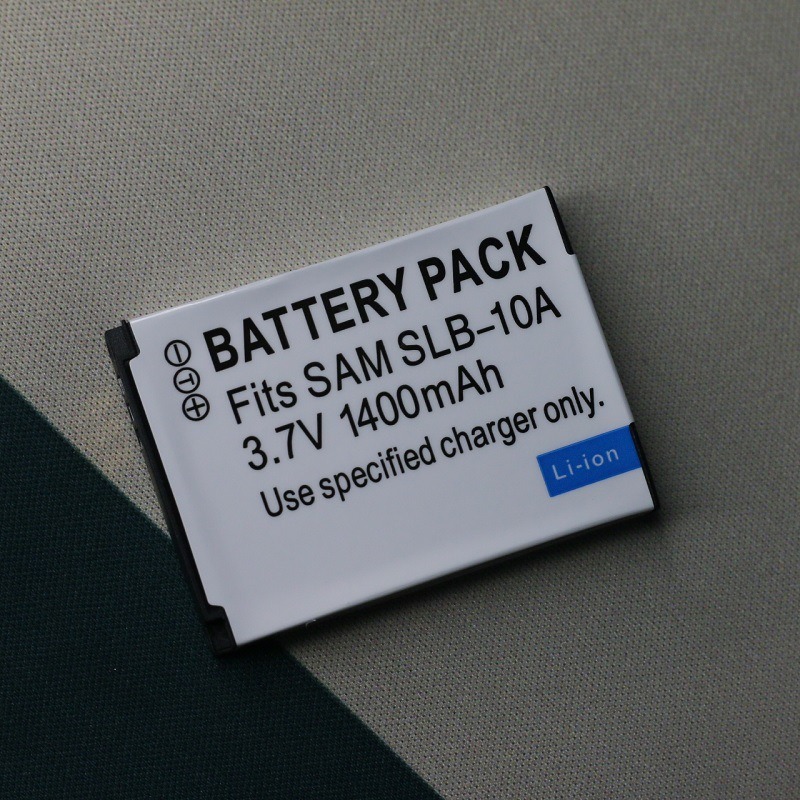 BATTERY PACK
Fits SAM SLB-10A
3.7V 1400mAh
Use specified charger only.
Li-ion